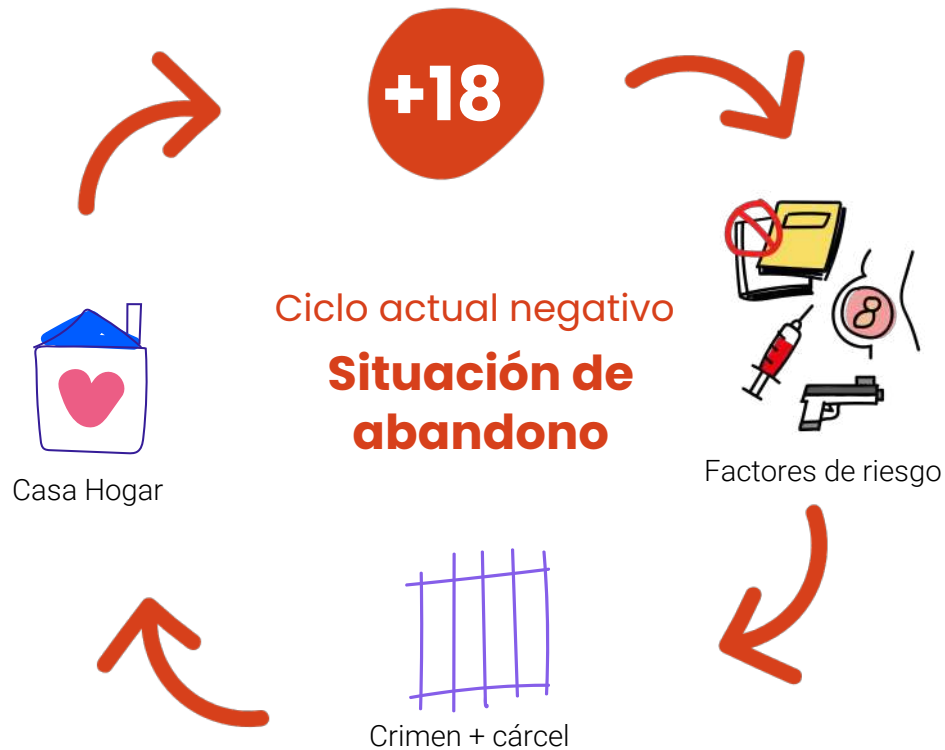 +18
Ciclo actual negativo
Situación de
abandono
Casa Hogar
Factores de riesgo
Crimen + cárcel